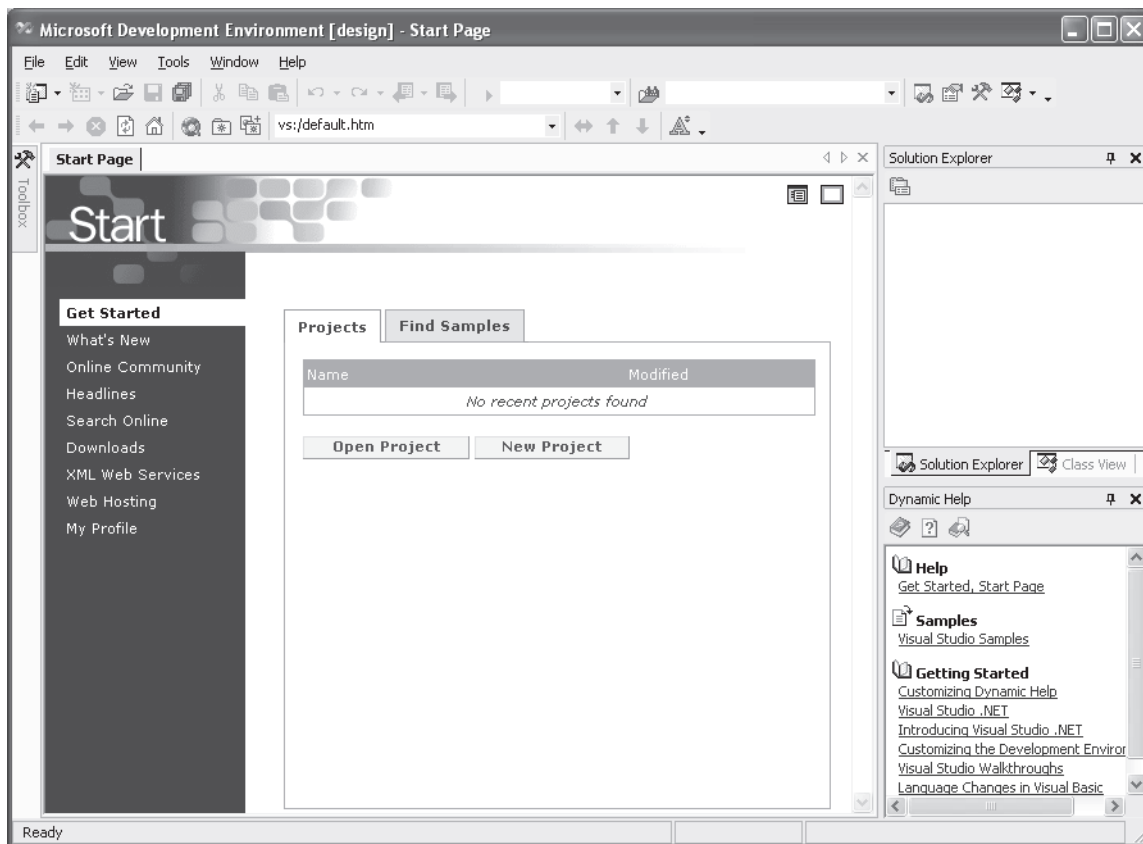 Microsoft Development Environment [design] - Start Page
File Edit View Tools Window Help
vs:/default.htm
Toolbox
Start Page
Start
Get Started
What's New
Online Community
Headlines
Search Online
Downloads
XML Web Services
Web Hosting
My Profile
Projects Find Samples
Name Modified
No recent projects found
Open Project New Project
Solution Explorer
Solution Explorer Class View
Dynamic Help
Help
Get Started, Start Page
Samples
Visual Studio Samples
Getting Started
Customizing Dynamic Help
Visual Studio .NET
Introducing Visual Studio .NET
Customizing the Development Environ
Visual Studio Walkthroughs
Language Changes in Visual Basic
Ready